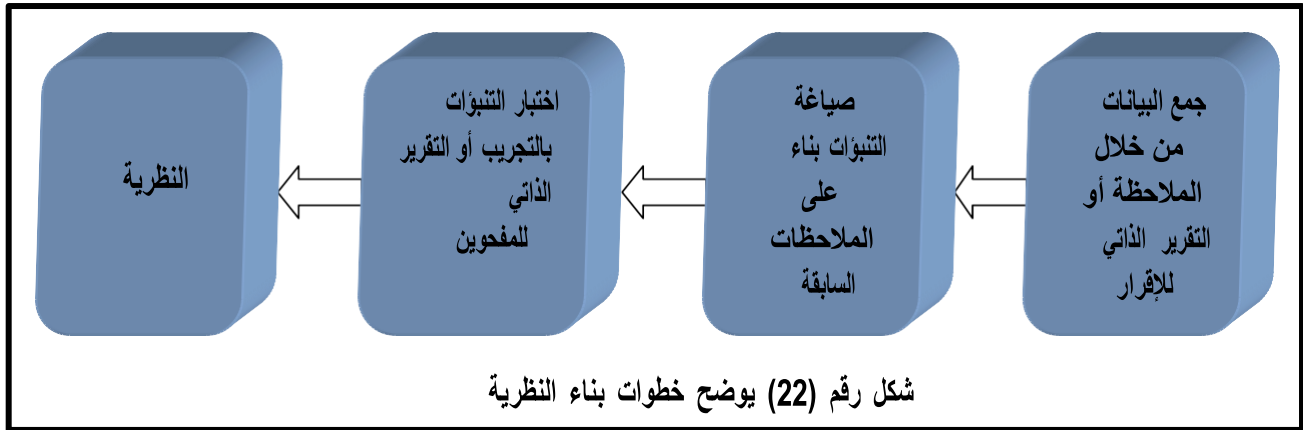 جمع البيانات
من خلال
الملاحظة أو
التقرير الذاتي
للإقرار
صياغة
التنبؤات بناء
على
الملاحظات
السابقة
اختبار التنبؤات
بالتجريب أو التقرير
الذاتي
للمفحوين
النظرية
شكل رقم (22) يوضح خطوات بناء النظرية